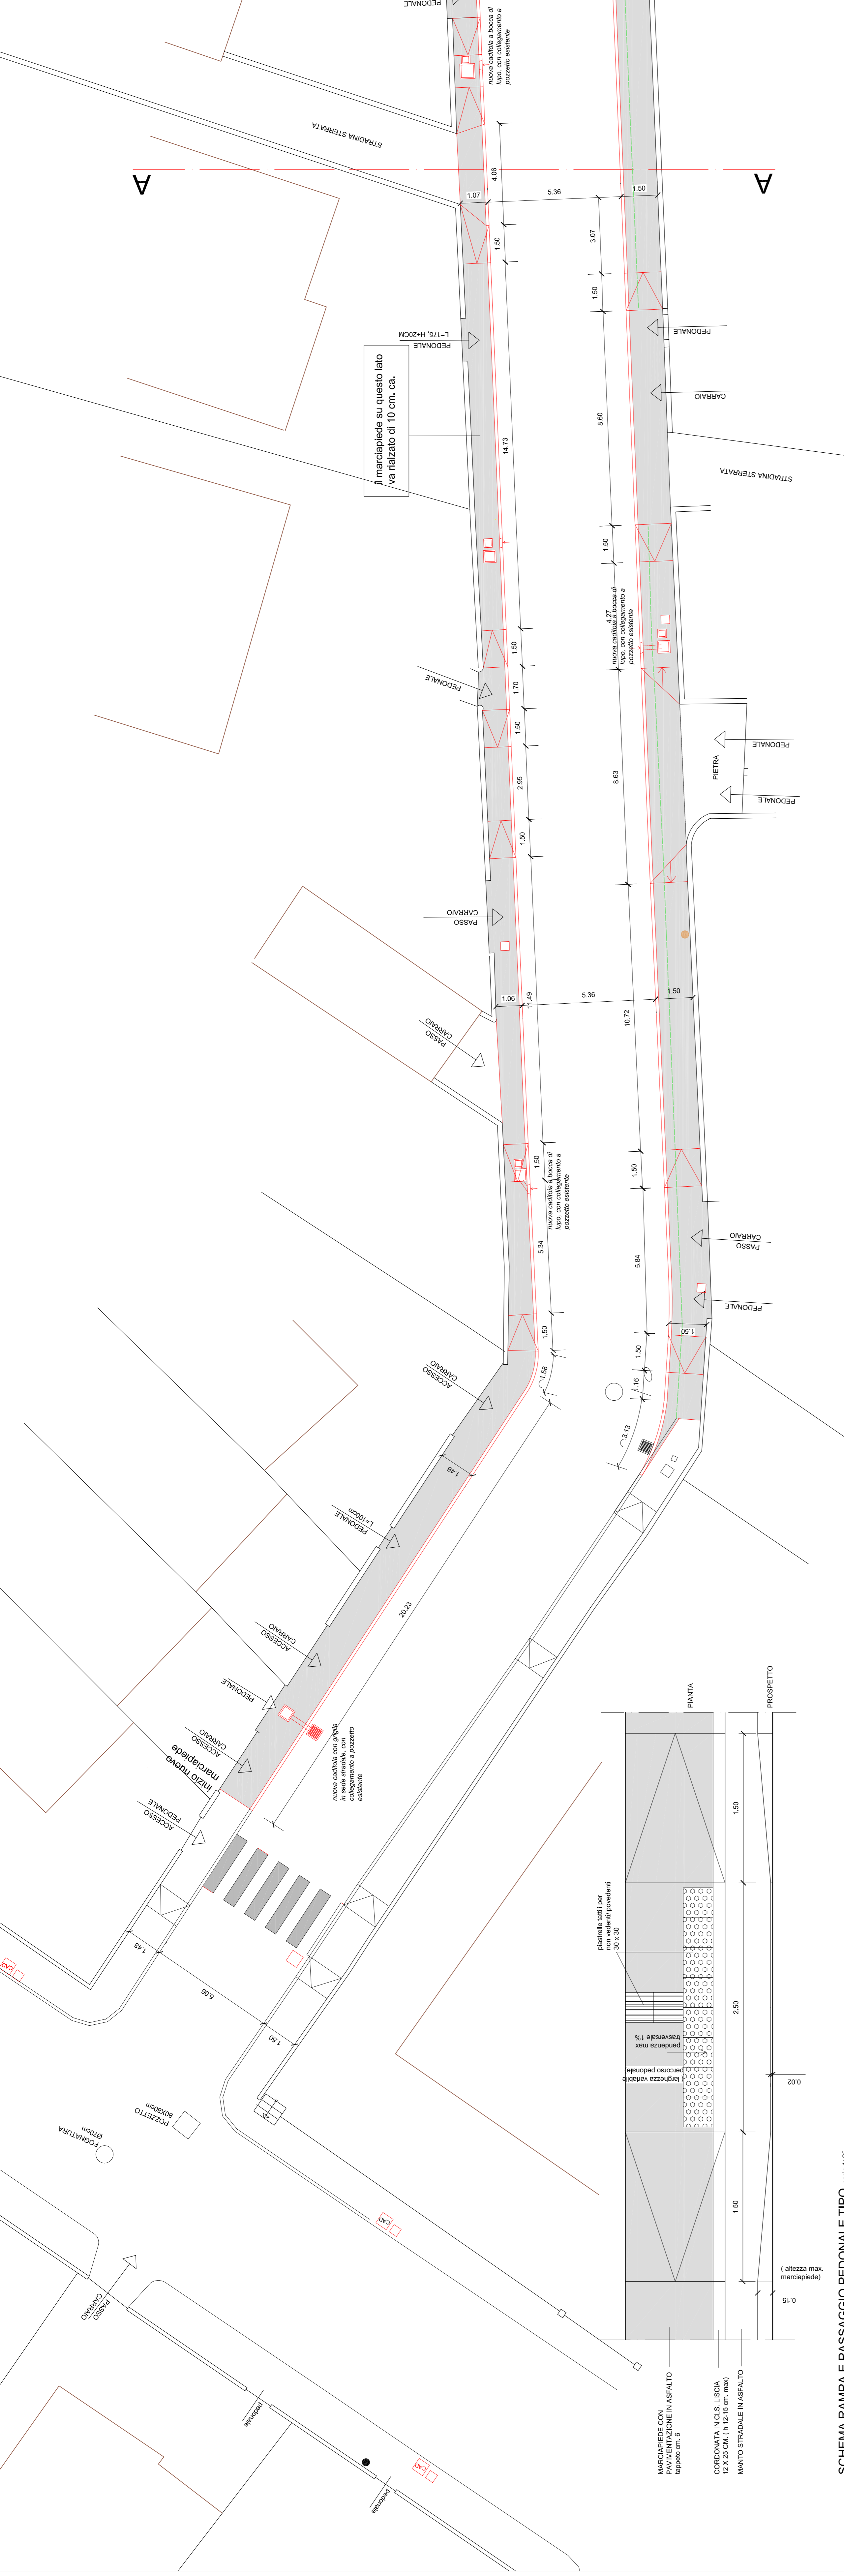 PEDONALE
nuova caditoia a bocca di
lupo, con collegamento a
pozzetto esistente
STRADINA STERRATA
A
A
4.06
1.07
5.36
1.50
3.07
1.50
1.50
PEDONALE
L=175, H+20CM
PEDONALE
CARRAIO
Il marciapiede su questo lato
va rialzato di 10 cm. ca.
8.60
14.73
STRADINA STERRATA
1.50
4.27
nuova caditoia a bocca di
lupo, con collegamento a
pozzetto esistente
1.50
PEDONALE
1.70
1.50
PEDONALE
PIETRA
2.95
8.63
PEDONALE
1.50
PASSO
CARRAIO
1.06
11.49
5.36
1.50
10.72
PASSO
CARRAIO
1.50
nuova caditoia a bocca di
lupo, con collegamento a
pozzetto esistente
1.50
5.34
5.84
PASSO
CARRAIO
PEDONALE
1.50
1.50
1.50
1.58
1.16
ACCESSO
CARRAIO
3.13
1.46
PEDONALE
L=100cm
20.23
ACCESSO
CARRAIO
PEDONALE
ACCESSO
CARRAIO
inizio nuovo
marciapiede
nuova caditoia con griglia
in sede stradale, con
collegamento a pozzetto
esistente
ACCESSO
PEDONALE
1.48
5.06
1.50
CAD
POZZETTO
80X80cm
FOGNATURA
Ø70cm
CAD
PASSO
CARRAIO
pedonale
pedonale
CAD
PIANTA
PROSPETTO
1.50
piastrelle tattili per
non vedenti/ipovedenti
30 x 30
2.50
pendenza max
trasversale 1%
( larghezza variabile
percorso pedonale
0.02
1.50
( altezza max.
marciapiede)
0.15
MARCIAPIEDE CON
PAVIMENTAZIONE IN ASFALTO
tappeto cm. 6
CORDONATA IN CLS. LISCIA
12 X 25 CM. ( h 12-15 cm. max)
MANTO STRADALE IN ASFALTO
SCHEMA RAMPA E PASSAGGIO PEDONALE TIPO